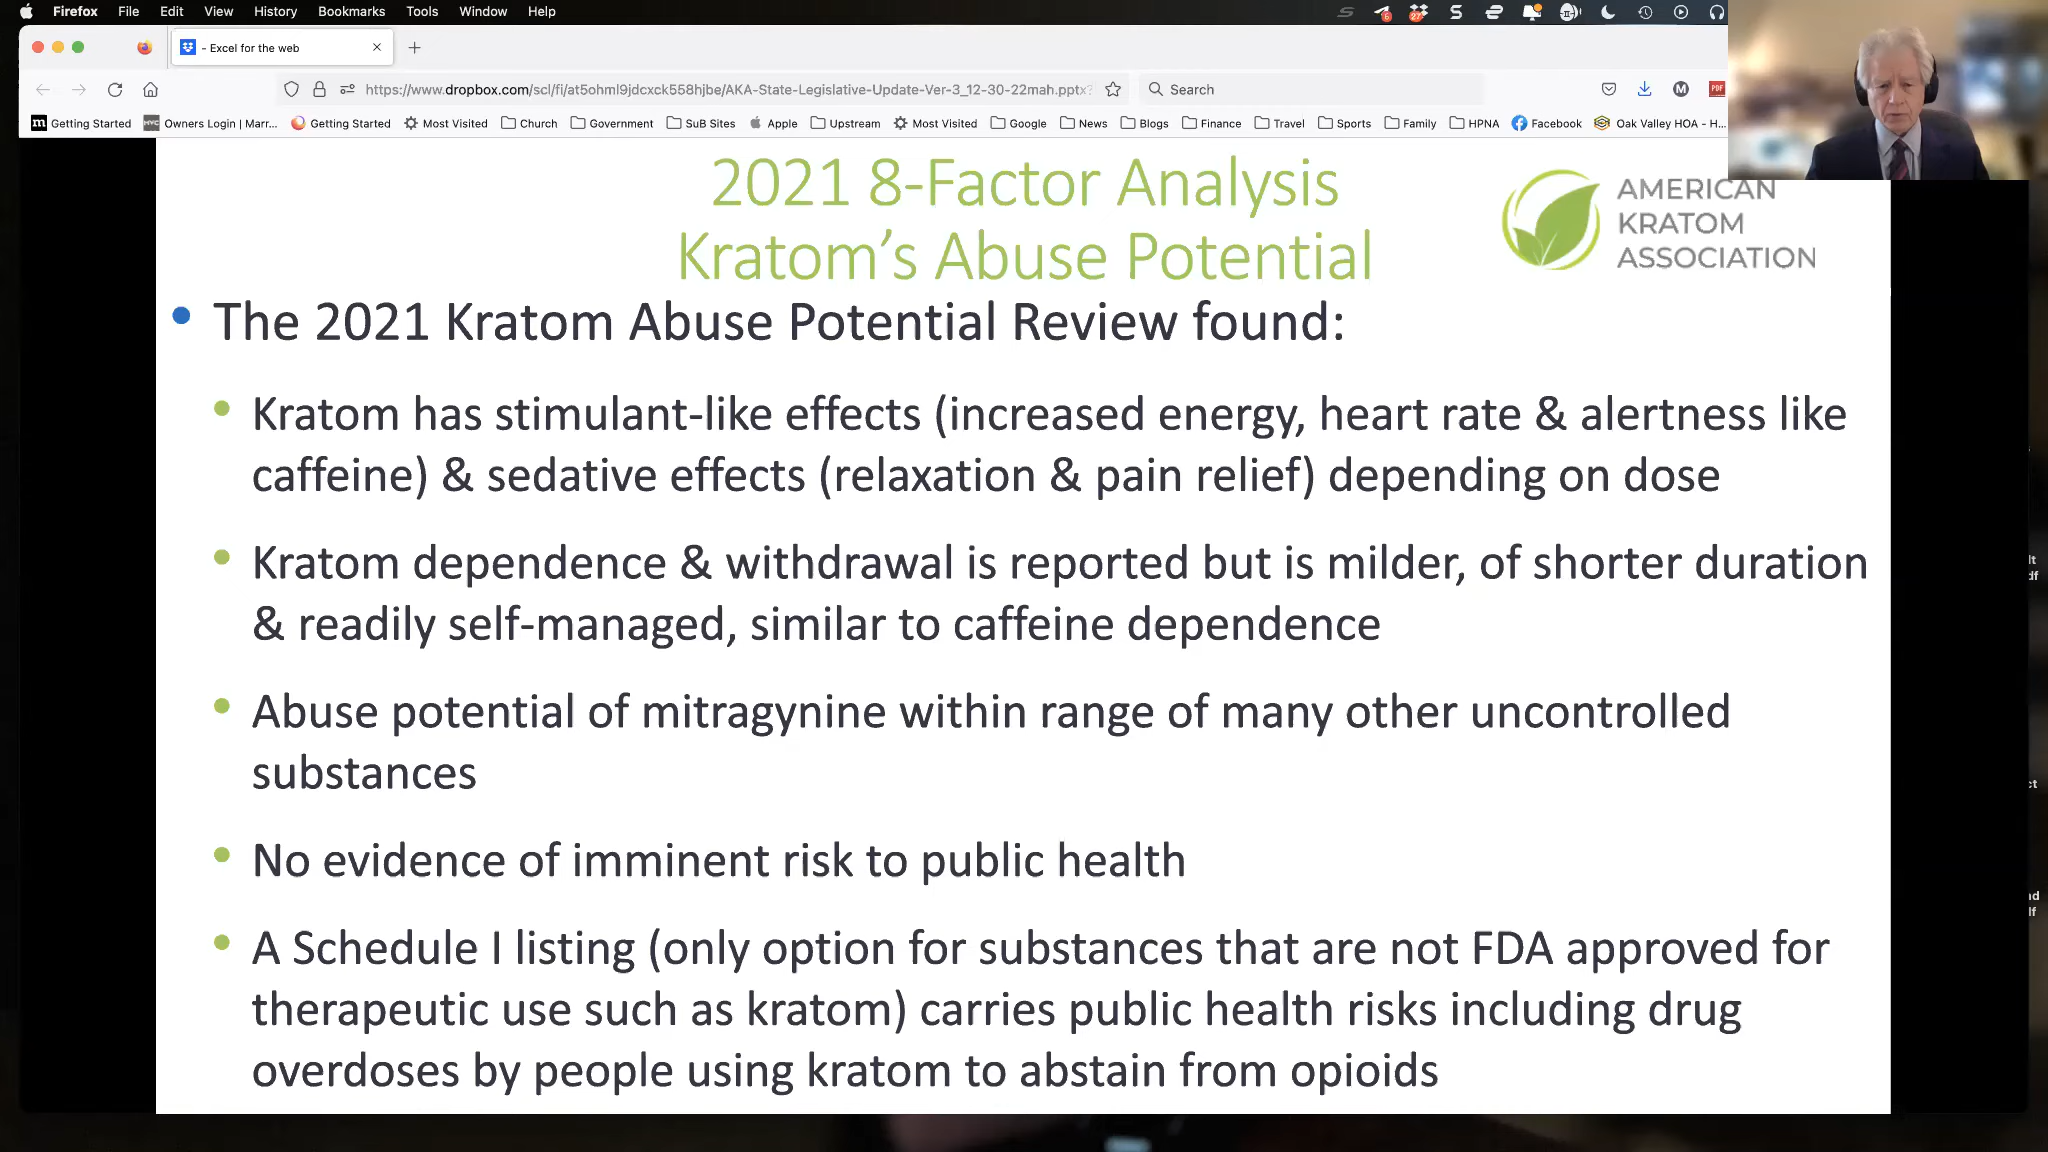 Firefox File Edit View History Bookmarks Tools Window Help
- Excel for the web
https://www.dropbox.com/scl/fi/at5ohml9jdcxck558hjbe/AKA-State-Legislative-Update-Ver-3_12-30-22mah.pptx?
Search
Getting Started Owners Login | Marr... Getting Started Most Visited Church Government SuB Sites Apple Upstream Most Visited Google News Blogs Finance Travel Sports Family HPNA Facebook Oak Valley HOA - H...
2021 8-Factor Analysis
Kratom's Abuse Potential
AMERICAN
KRATOM
ASSOCIATION
• The 2021 Kratom Abuse Potential Review found:
• Kratom has stimulant-like effects (increased energy, heart rate & alertness like
caffeine) & sedative effects (relaxation & pain relief) depending on dose
• Kratom dependence & withdrawal is reported but is milder, of shorter duration
& readily self-managed, similar to caffeine dependence
• Abuse potential of mitragynine within range of many other uncontrolled
substances
• No evidence of imminent risk to public health
• A Schedule I listing (only option for substances that are not FDA approved for
therapeutic use such as kratom) carries public health risks including drug
overdoses by people using kratom to abstain from opioids